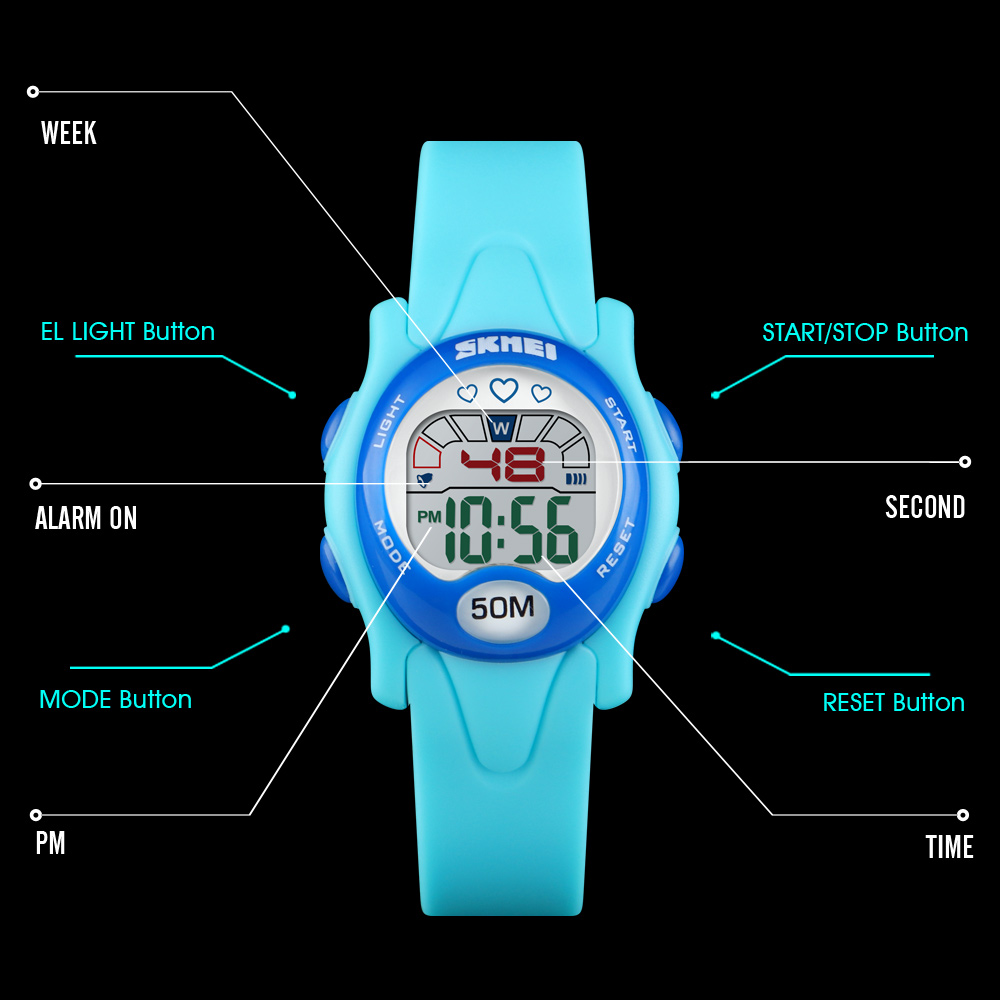 WEEK
EL LIGHT Button
START/STOP Button
SKMEI
LIGHT
START
W
48
ALARM ON
SECOND
PM 10:56
MODE
RESET
50M
MODE Button
RESET Button
PM
TIME